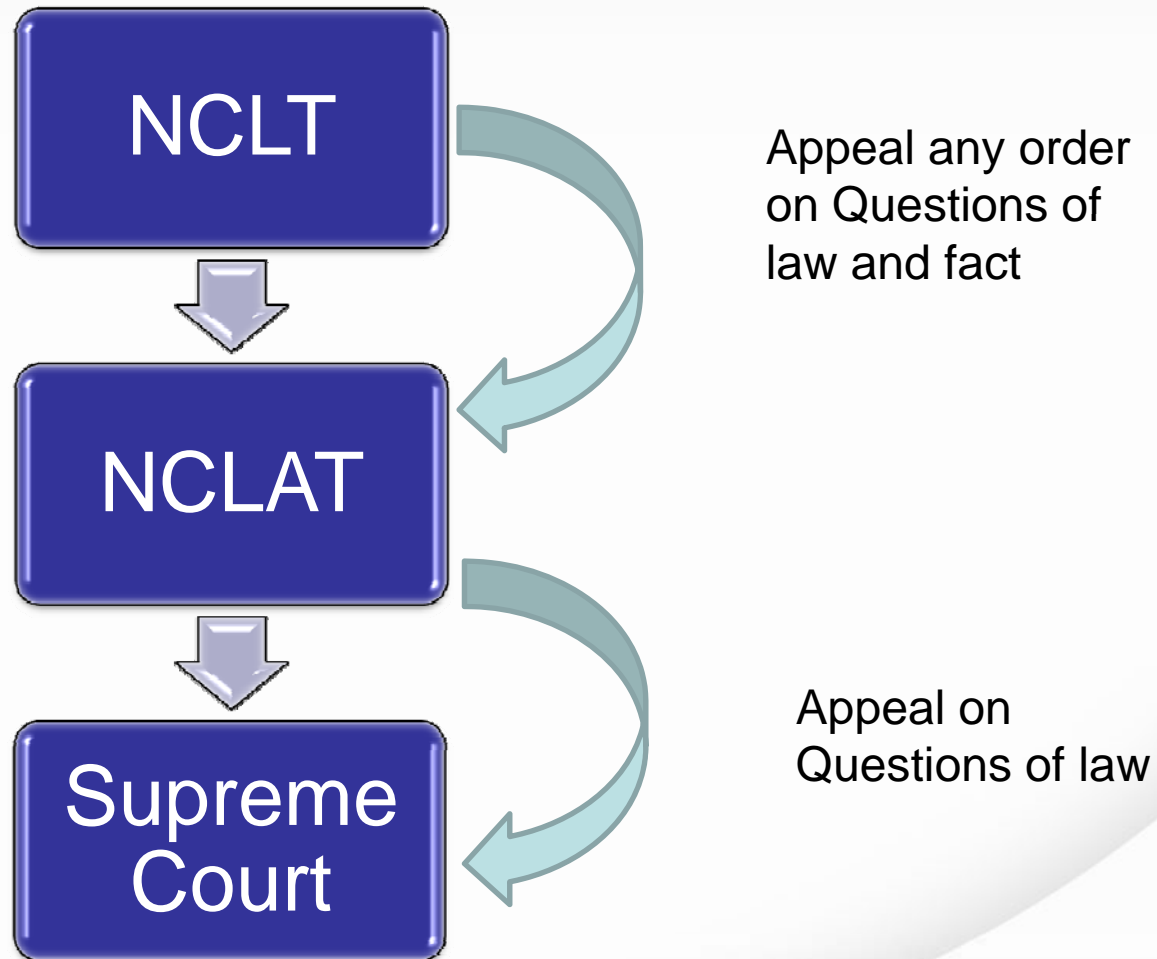 NCLT
Appeal any order
on Questions of
law and fact
NCLAT
Supreme
Court
Appeal on
Questions of law